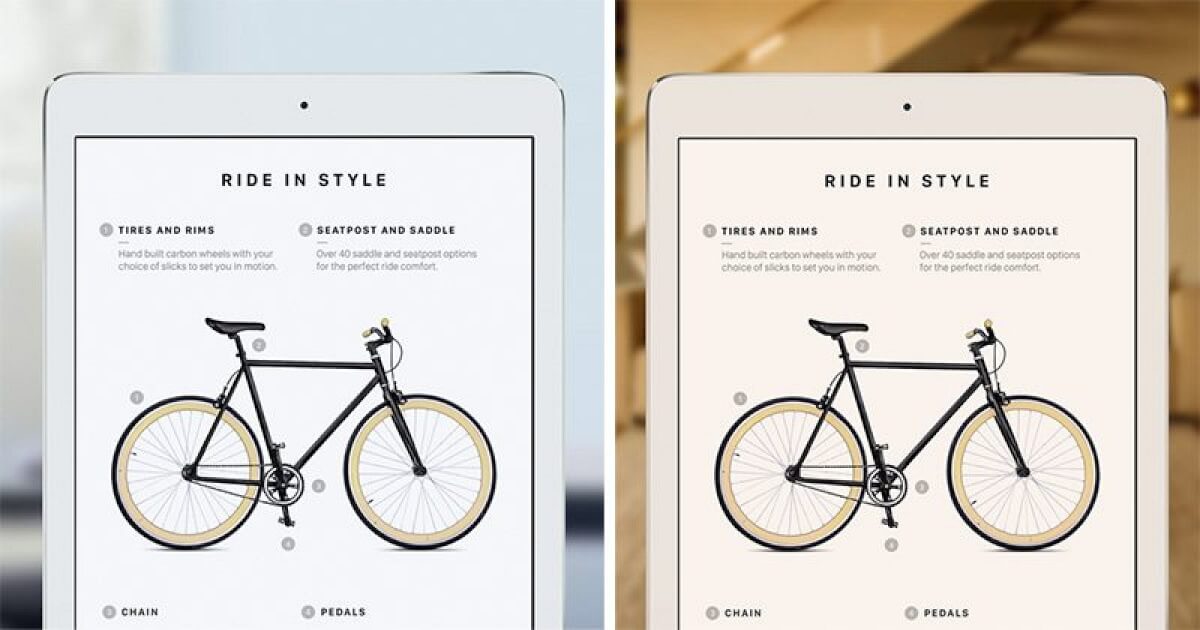 RIDE IN STYLE
1 TIRES AND RIMS
Hand built carbon wheels with your
choice of slicks to set you in motion.
2 SEATPOST AND SADDLE
Over 40 saddle and seatpost options
for the perfect ride comfort.
2
1
3
4
3 CHAIN
4 PEDALS
RIDE IN STYLE
1 TIRES AND RIMS
Hand built carbon wheels with your
choice of slicks to set you in motion.
2 SEATPOST AND SADDLE
Over 40 saddle and seatpost options
for the perfect ride comfort.
2
1
3
4
3 CHAIN
4 PEDALS